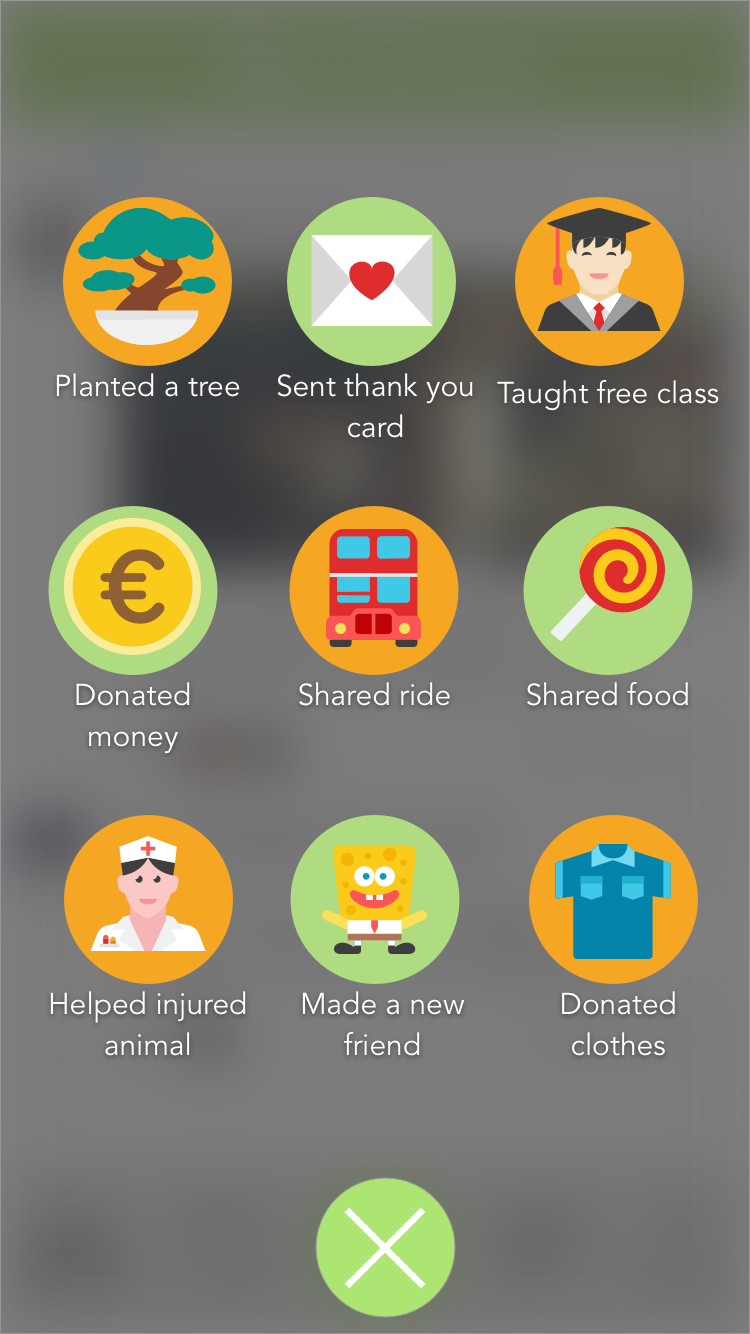 Planted a tree
Sent thank you
card
Taught free class
Donated
money
Shared ride
Shared food
Helped injured
animal
Made a new
friend
Donated
clothes